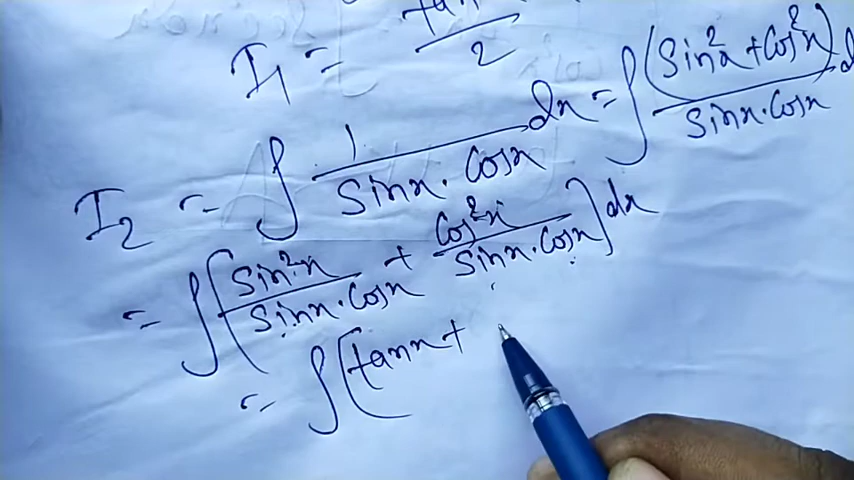 I₁ = tan / 2
I₂ = ∫ 1 / (sinx · cosx) dx = ∫ (sin²x + cos²x) / (sinx · cosx) d
= ∫ [ sin²x / (sinx · cosx) + cos²x / (sinx · cosx) ] dx
= ∫ [ tanx +